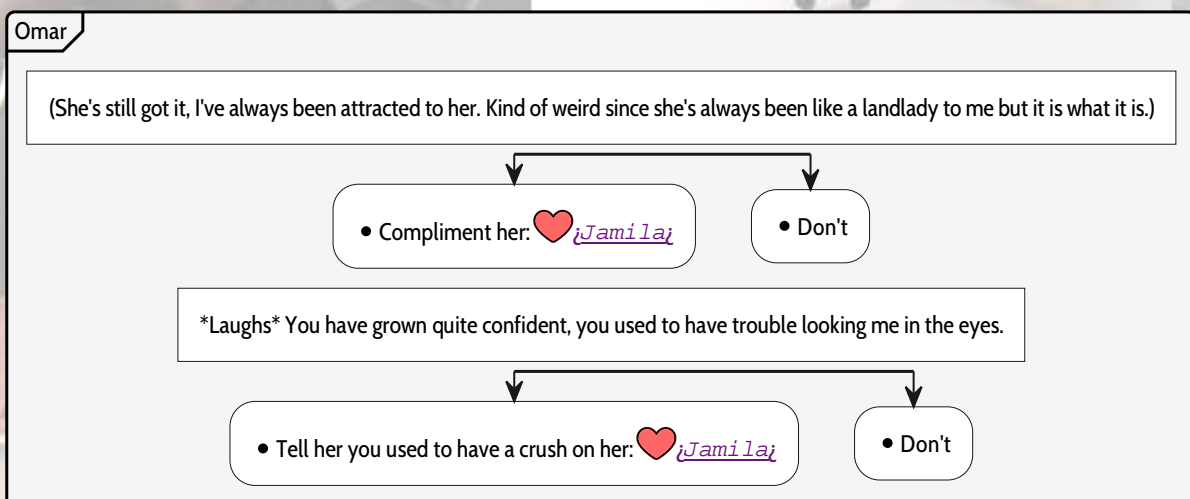 Omar
(She's still got it, I've always been attracted to her. Kind of weird since she's always been like a landlady to me but it is what it is.)
• Compliment her: ¡Jamila¡
• Don't
*Laughs* You have grown quite confident, you used to have trouble looking me in the eyes.
• Tell her you used to have a crush on her: ¡Jamila¡
• Don't